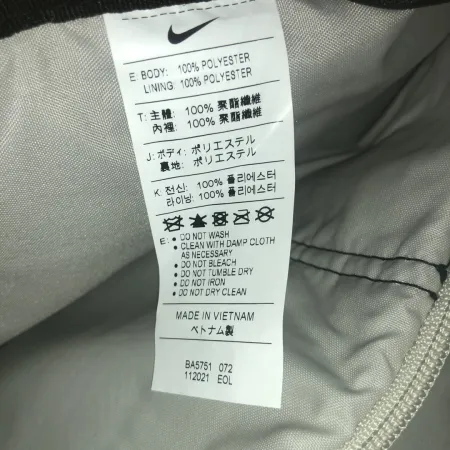 E: BODY: 100% POLYESTER
LINING: 100% POLYESTER
T: 主體: 100% 聚酯纖維
內裡: 100% 聚酯纖維
J: ボディ: ポリエステル
裏地: ポリエステル
K: 전신: 100% 폴리에스터
라이닝: 100% 폴리에스터
E: • DO NOT WASH
• CLEAN WITH DAMP CLOTH
AS NECESSARY
• DO NOT BLEACH
• DO NOT TUMBLE DRY
• DO NOT IRON
• DO NOT DRY CLEAN
MADE IN VIETNAM
ベトナム製
BA5751 072
112021 EOL